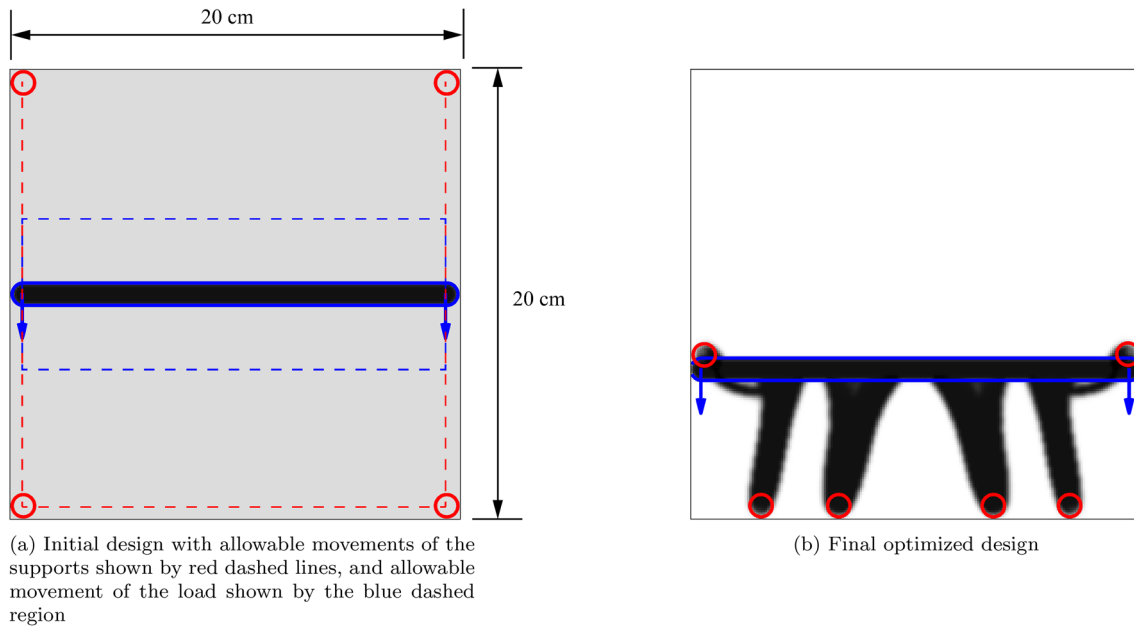 20 cm
20 cm
(a) Initial design with allowable movements of the
supports shown by red dashed lines, and allowable
movement of the load shown by the blue dashed
region
(b) Final optimized design